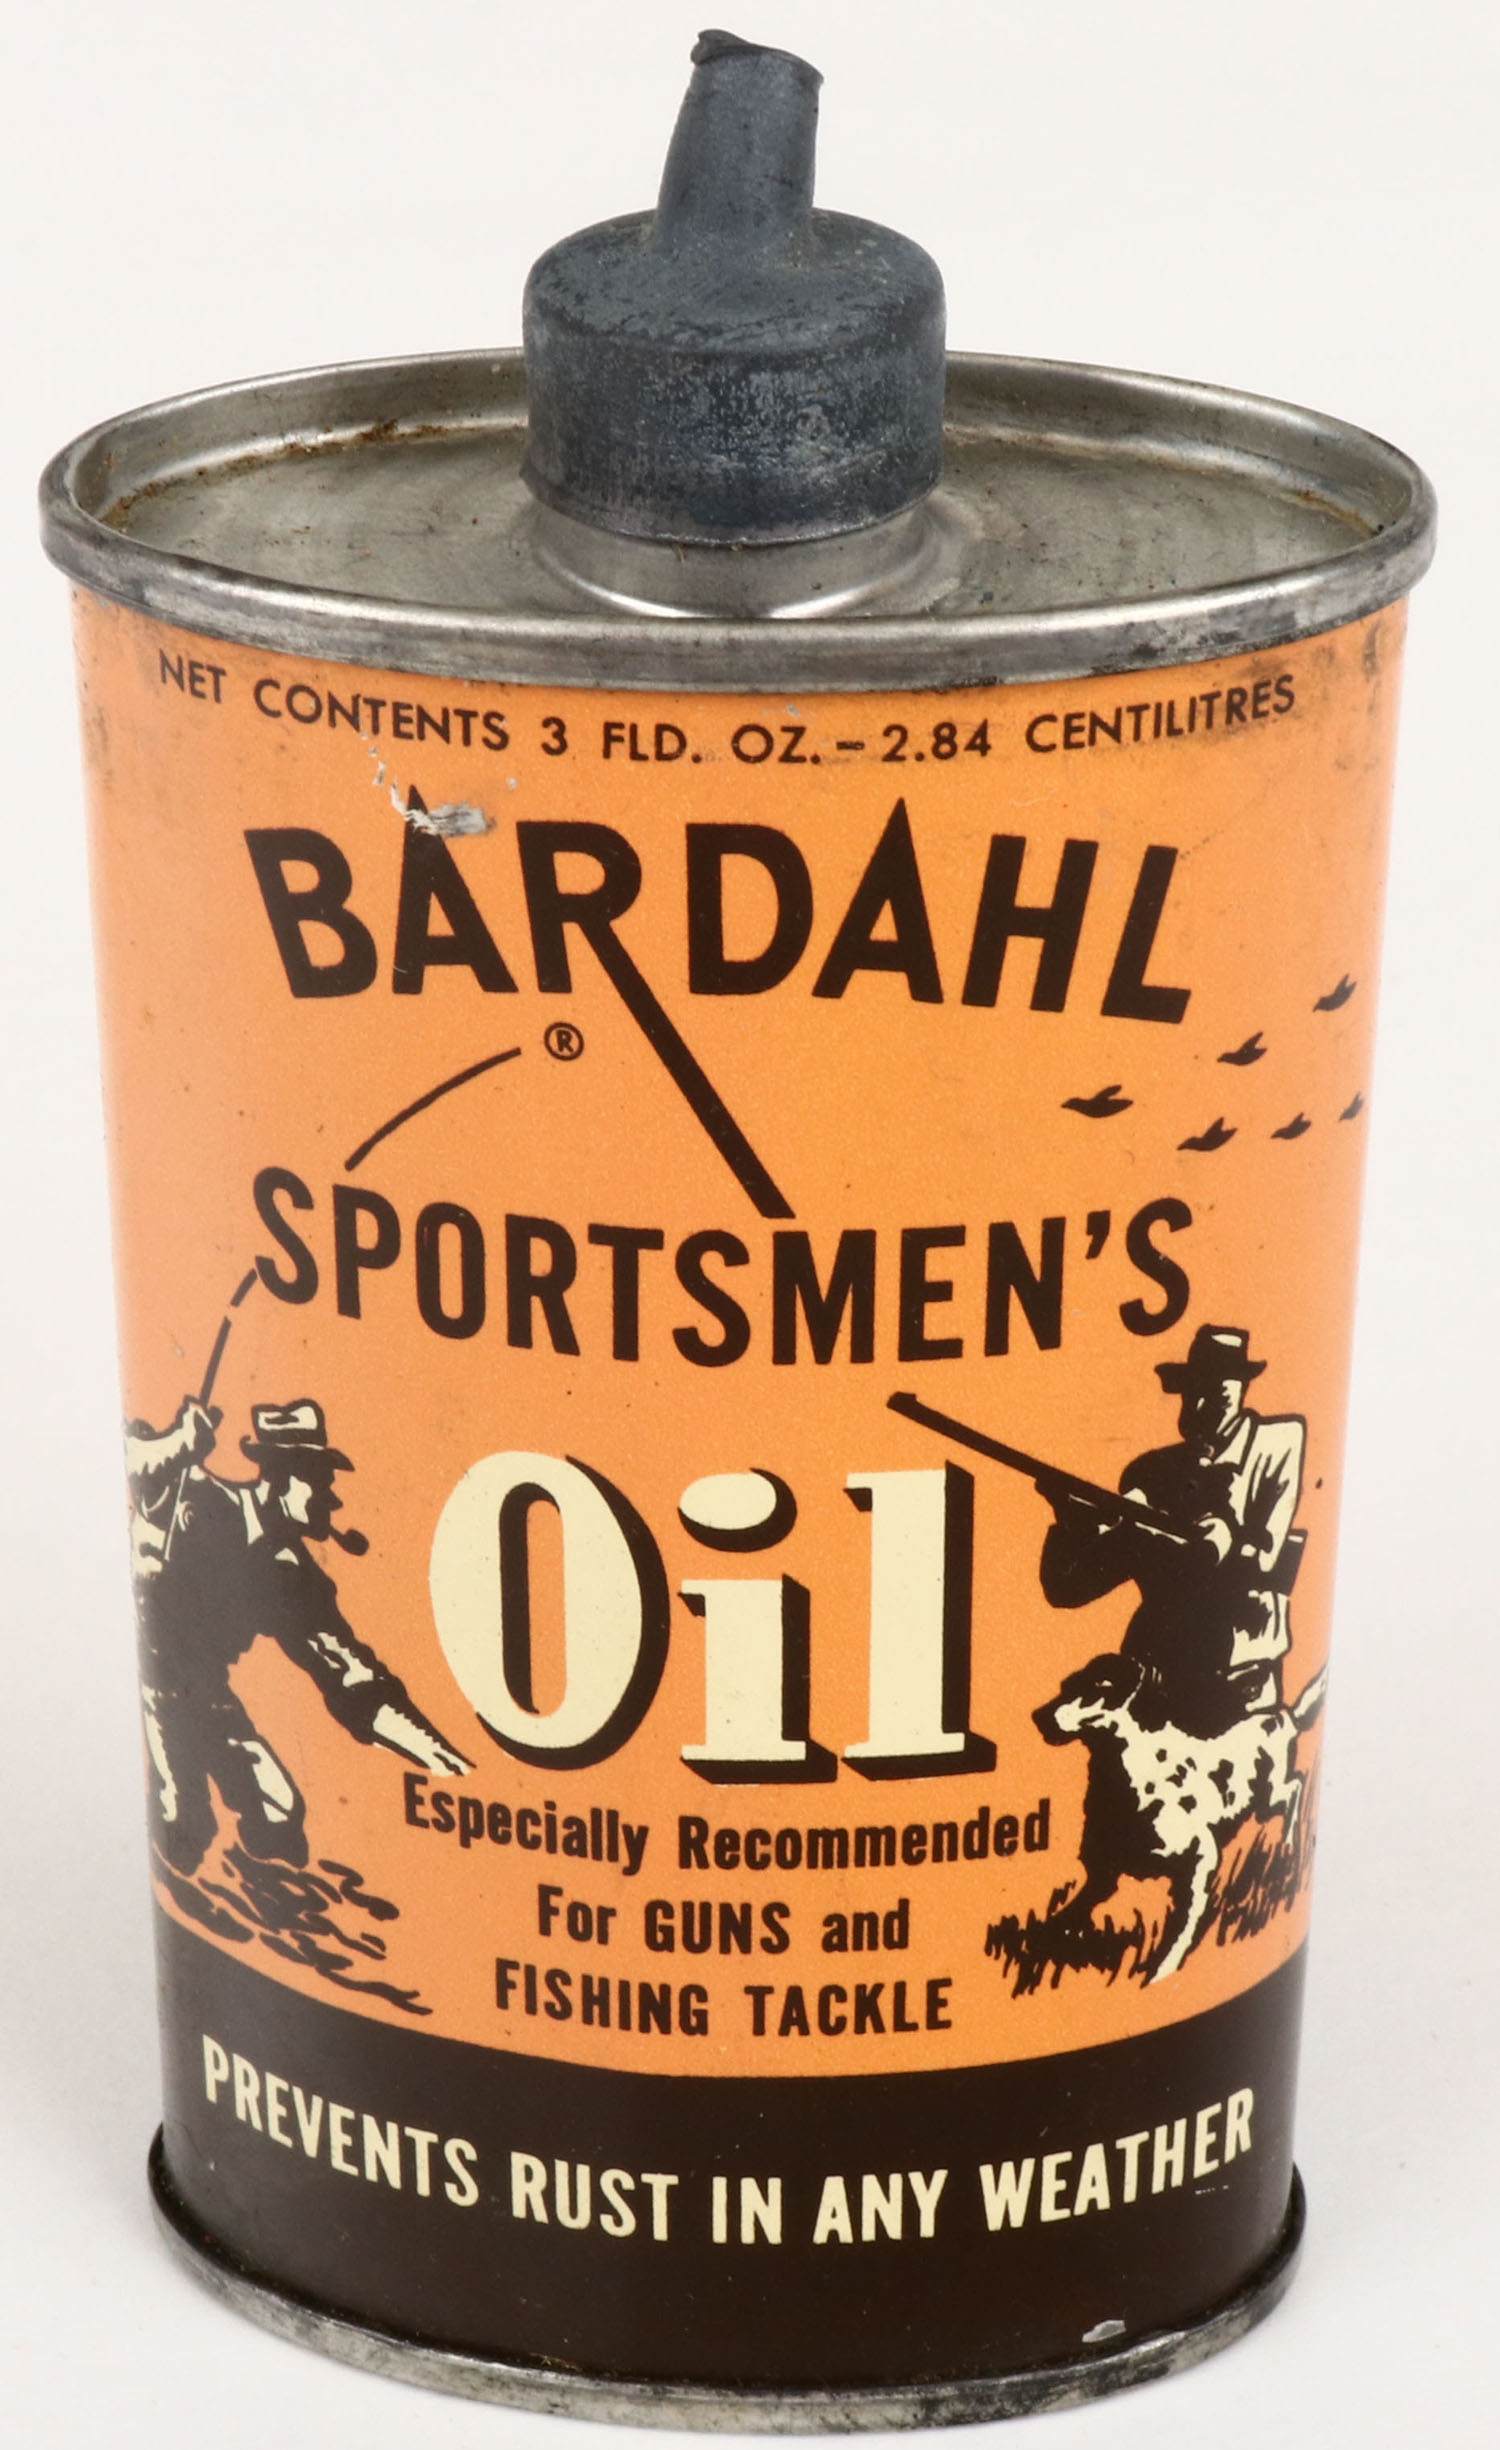 NET CONTENTS 3 FLD. OZ. – 2.84 CENTILITRES
BARDAHL
®
SPORTSMEN'S
Oil
Especially Recommended
For GUNS and
FISHING TACKLE
PREVENTS RUST IN ANY WEATHER